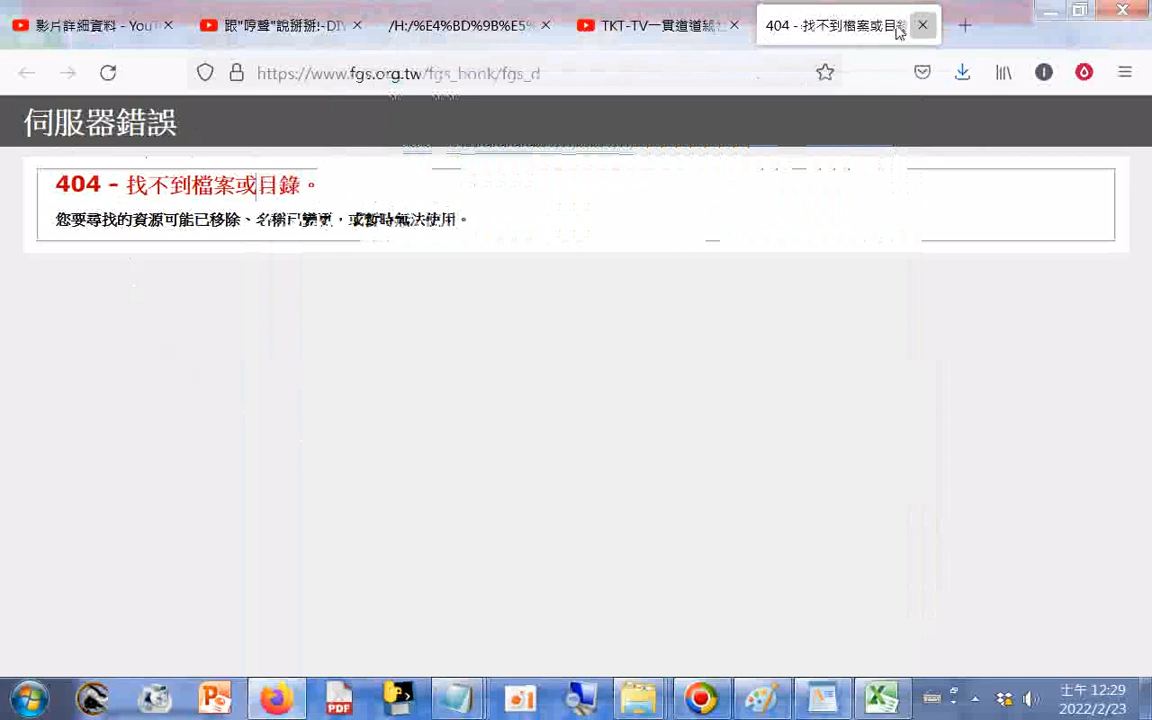 影片詳細資料 - YouT
跟"哼聲"說掰掰!-DIY
/H:/%E4%BD%9B%E5%
TKT-TV一貫道道親
404 - 找不到檔案或目錄
https://www.fgs.org.tw/fgs_book/fgs_d
伺服器錯誤
404 - 找不到檔案或目錄。
您要尋找的資源可能已移除、名稱已變更，或暫時無法使用。
上午 12:29
2022/2/23